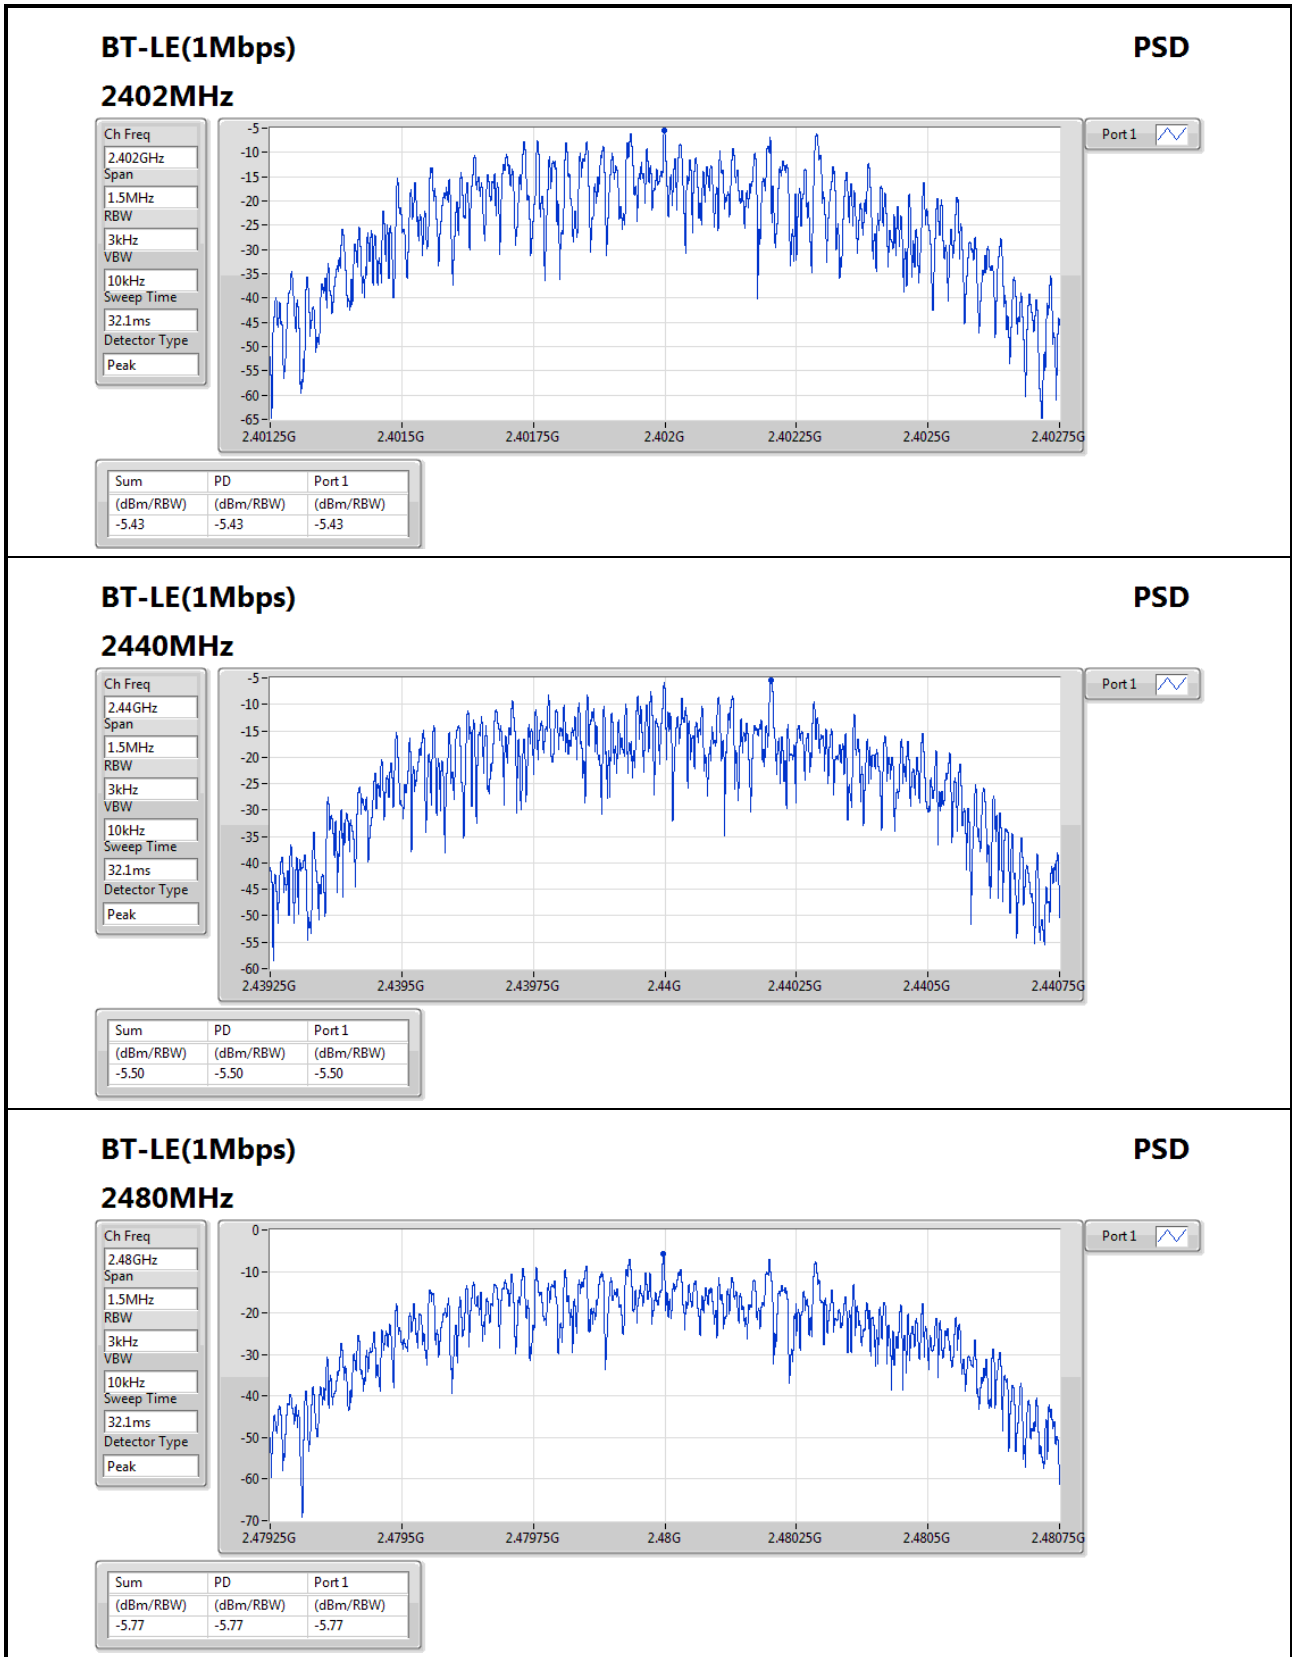 BT-LE(1Mbps) PSD
2402MHz
Ch Freq
2.402GHz
Span
1.5MHz
RBW
3kHz
VBW
10kHz
Sweep Time
32.1ms
Detector Type
Peak
-5
-10
-15
-20
-25
-30
-35
-40
-45
-50
-55
-60
-65
2.40125G 2.4015G 2.40175G 2.402G 2.40225G 2.4025G 2.40275G
Port 1
Sum PD Port 1
(dBm/RBW) (dBm/RBW) (dBm/RBW)
-5.43 -5.43 -5.43
BT-LE(1Mbps) PSD
2440MHz
Ch Freq
2.44GHz
Span
1.5MHz
RBW
3kHz
VBW
10kHz
Sweep Time
32.1ms
Detector Type
Peak
-5
-10
-15
-20
-25
-30
-35
-40
-45
-50
-55
-60
2.43925G 2.4395G 2.43975G 2.44G 2.44025G 2.4405G 2.44075G
Port 1
Sum PD Port 1
(dBm/RBW) (dBm/RBW) (dBm/RBW)
-5.50 -5.50 -5.50
BT-LE(1Mbps) PSD
2480MHz
Ch Freq
2.48GHz
Span
1.5MHz
RBW
3kHz
VBW
10kHz
Sweep Time
32.1ms
Detector Type
Peak
0
-10
-20
-30
-40
-50
-60
-70
2.47925G 2.4795G 2.47975G 2.48G 2.48025G 2.4805G 2.48075G
Port 1
Sum PD Port 1
(dBm/RBW) (dBm/RBW) (dBm/RBW)
-5.77 -5.77 -5.77